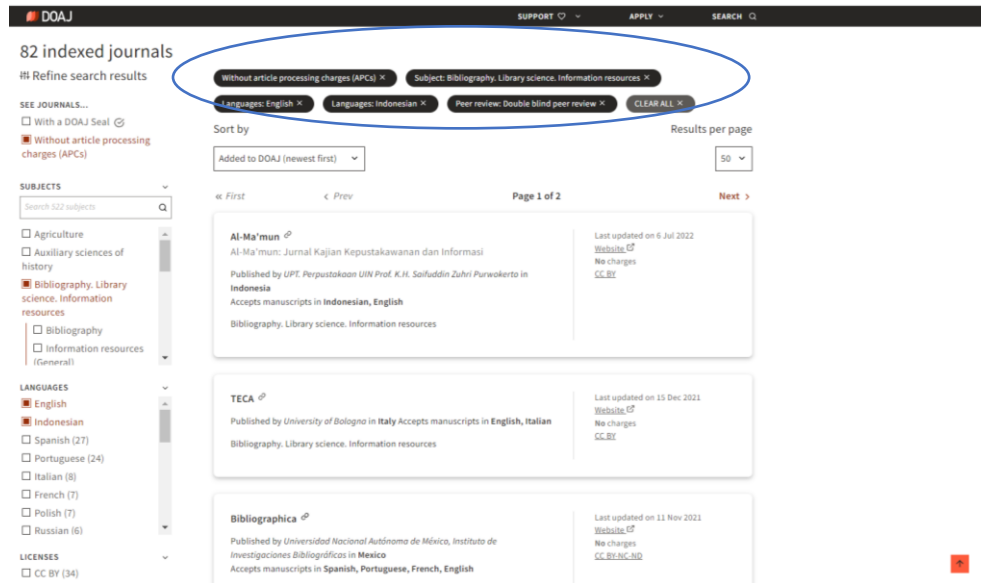 DOAJ
SUPPORT
APPLY
SEARCH
82 indexed journals
Refine search results
SEE JOURNALS...
With a DOAJ Seal
Without article processing
charges (APCs)
SUBJECTS
Search 522 subjects
Agriculture
Auxiliary sciences of
history
Bibliography. Library
science. Information
resources
Bibliography
Information resources
(General)
LANGUAGES
English
Indonesian
Spanish (27)
Portuguese (24)
Italian (8)
French (7)
Polish (7)
Russian (6)
LICENSES
CC BY (34)
Without article processing charges (APCs) ×
Subject: Bibliography. Library science. Information resources ×
Languages: English ×
Languages: Indonesian ×
Peer review: Double blind peer review ×
CLEAR ALL ×
Sort by
Results per page
Added to DOAJ (newest first)
50
« First
‹ Prev
Page 1 of 2
Next ›
Al-Ma'mun
Al-Ma'mun: Jurnal Kajian Kepustakawanan dan Informasi
Published by UPT. Perpustakaan UIN Prof. K.H. Saifuddin Zuhri Purwokerto in
Indonesia
Accepts manuscripts in Indonesian, English
Bibliography. Library science. Information resources
Last updated on 6 Jul 2022
Website
No charges
CC BY
TECA
Published by University of Bologna in Italy Accepts manuscripts in English, Italian
Bibliography. Library science. Information resources
Last updated on 15 Dec 2021
Website
No charges
CC BY
Bibliographica
Published by Universidad Nacional Autónoma de México, Instituto de
Investigaciones Bibliográficas in Mexico
Accepts manuscripts in Spanish, Portuguese, French, English
Last updated on 11 Nov 2021
Website
No charges
CC BY-NC-ND